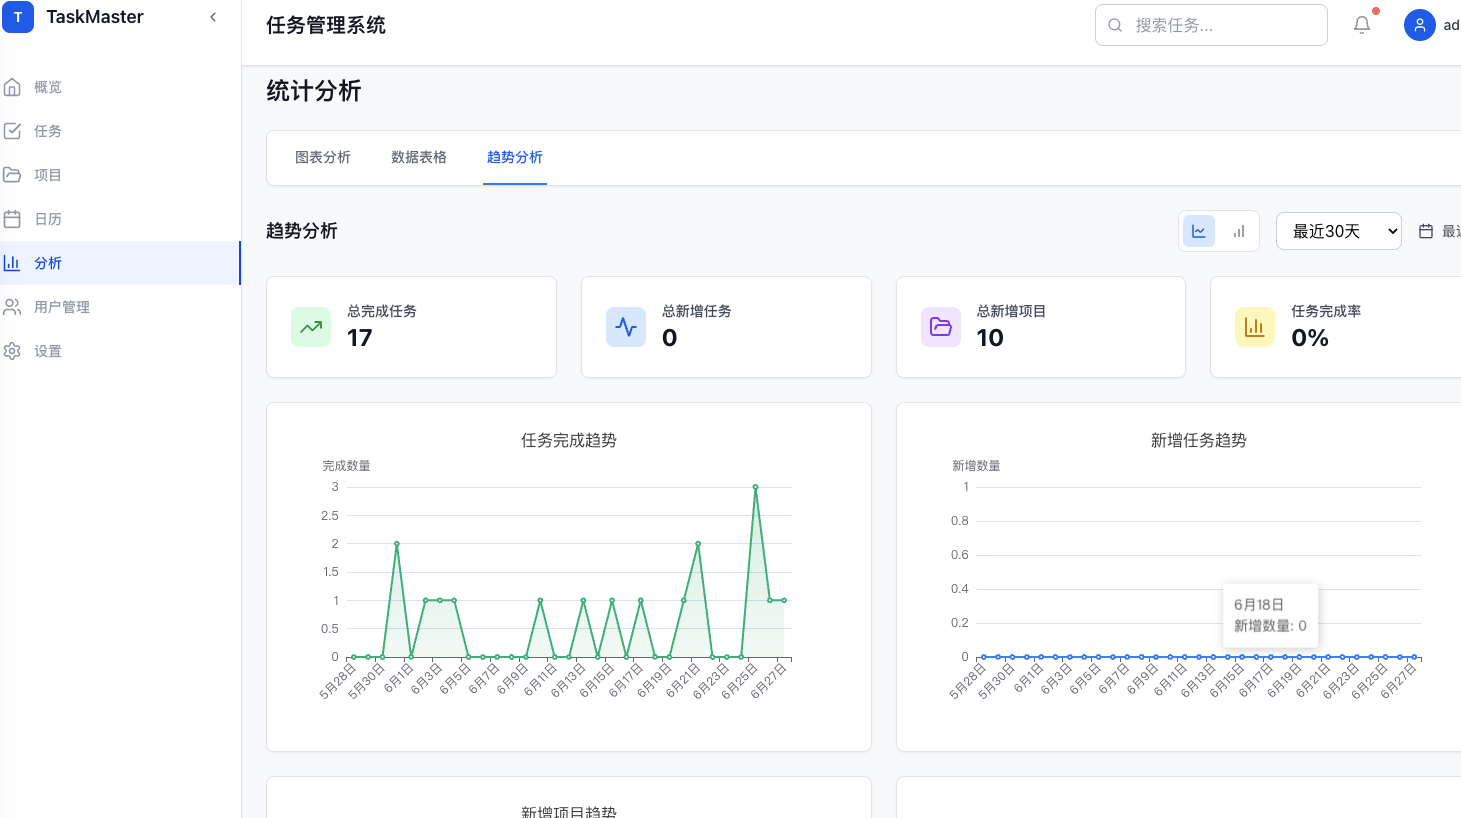 T TaskMaster
任务管理系统
搜索任务...
ad
概览
任务
项目
日历
分析
用户管理
设置
统计分析
图表分析 数据表格 趋势分析
趋势分析
最近30天
最近
总完成任务
17
总新增任务
0
总新增项目
10
任务完成率
0%
任务完成趋势
完成数量
3
2.5
2
1.5
1
0.5
0
5月28日 5月30日 6月1日 6月3日 6月5日 6月7日 6月9日 6月11日 6月13日 6月15日 6月17日 6月19日 6月21日 6月23日 6月25日 6月27日
新增任务趋势
新增数量
1
0.8
0.6
0.4
0.2
0
6月18日
新增数量: 0
5月28日 5月30日 6月1日 6月3日 6月5日 6月7日 6月9日 6月11日 6月13日 6月15日 6月17日 6月19日 6月21日 6月23日 6月25日 6月27日
新增项目趋势